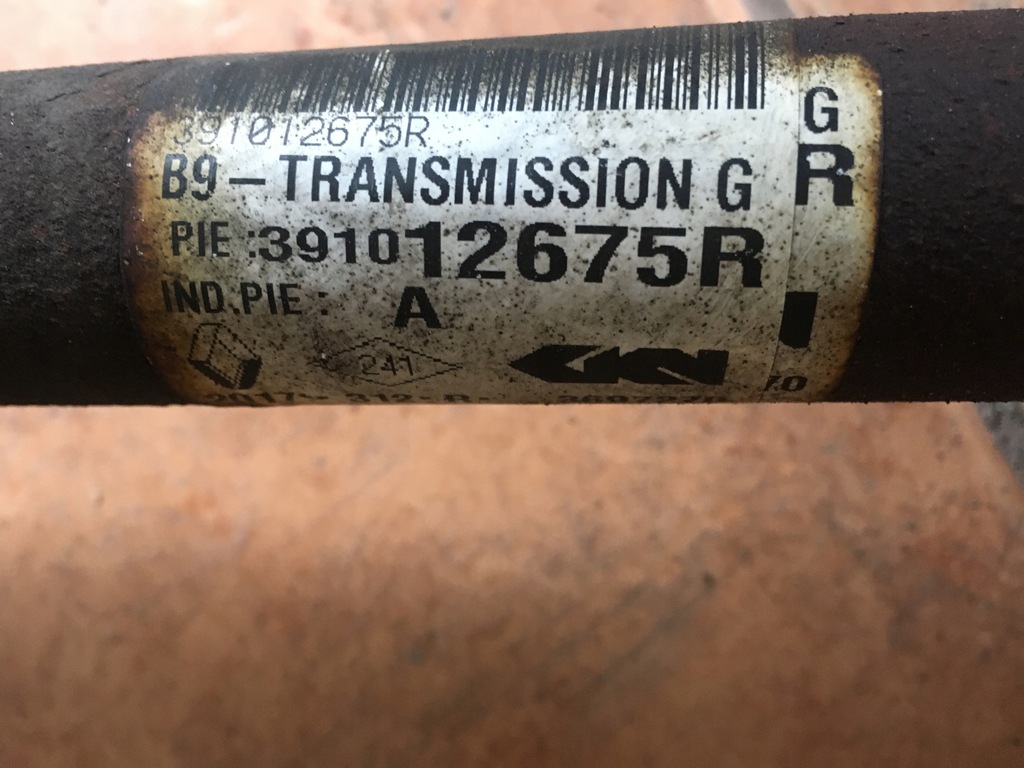 391012675R
B9-TRANSMISSION G
PIE :391012675R
IND.PIE : A
241
GKN
G
R